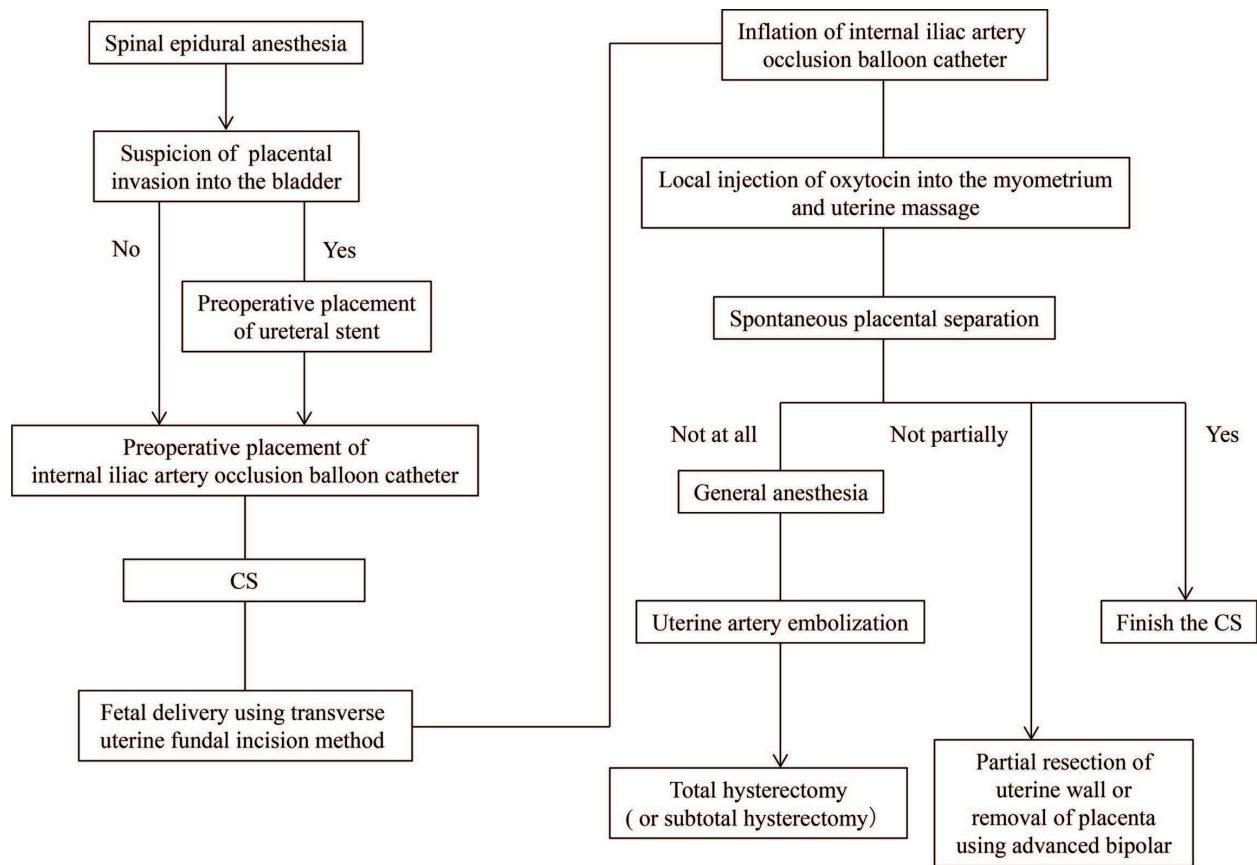 Spinal epidural anesthesia
Suspicion of placental
invasion into the bladder
No
Yes
Preoperative placement
of ureteral stent
Preoperative placement of
internal iliac artery occlusion balloon catheter
CS
Fetal delivery using transverse
uterine fundal incision method
Inflation of internal iliac artery
occlusion balloon catheter
Local injection of oxytocin into the myometrium
and uterine massage
Spontaneous placental separation
Not at all
Not partially
Yes
General anesthesia
Uterine artery embolization
Finish the CS
Total hysterectomy
( or subtotal hysterectomy)
Partial resection of
uterine wall or
removal of placenta
using advanced bipolar